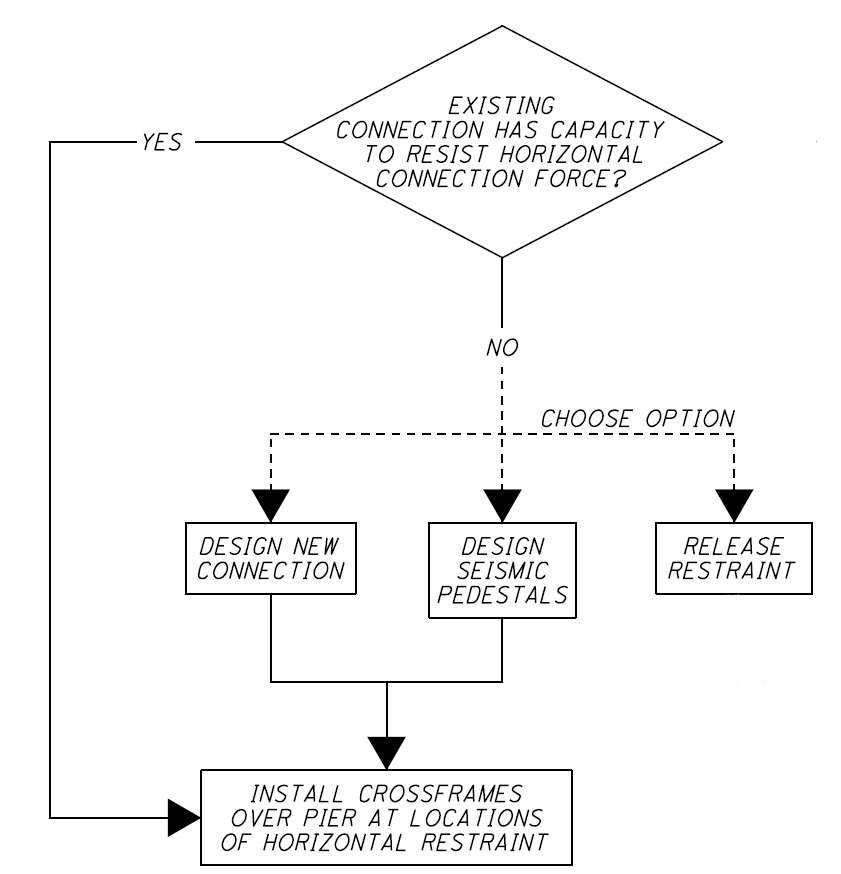 EXISTING
CONNECTION HAS CAPACITY
TO RESIST HORIZONTAL
CONNECTION FORCE?
YES
NO
CHOOSE OPTION
DESIGN NEW
CONNECTION
DESIGN
SEISMIC
PEDESTALS
RELEASE
RESTRAINT
INSTALL CROSSFRAMES
OVER PIER AT LOCATIONS
OF HORIZONTAL RESTRAINT